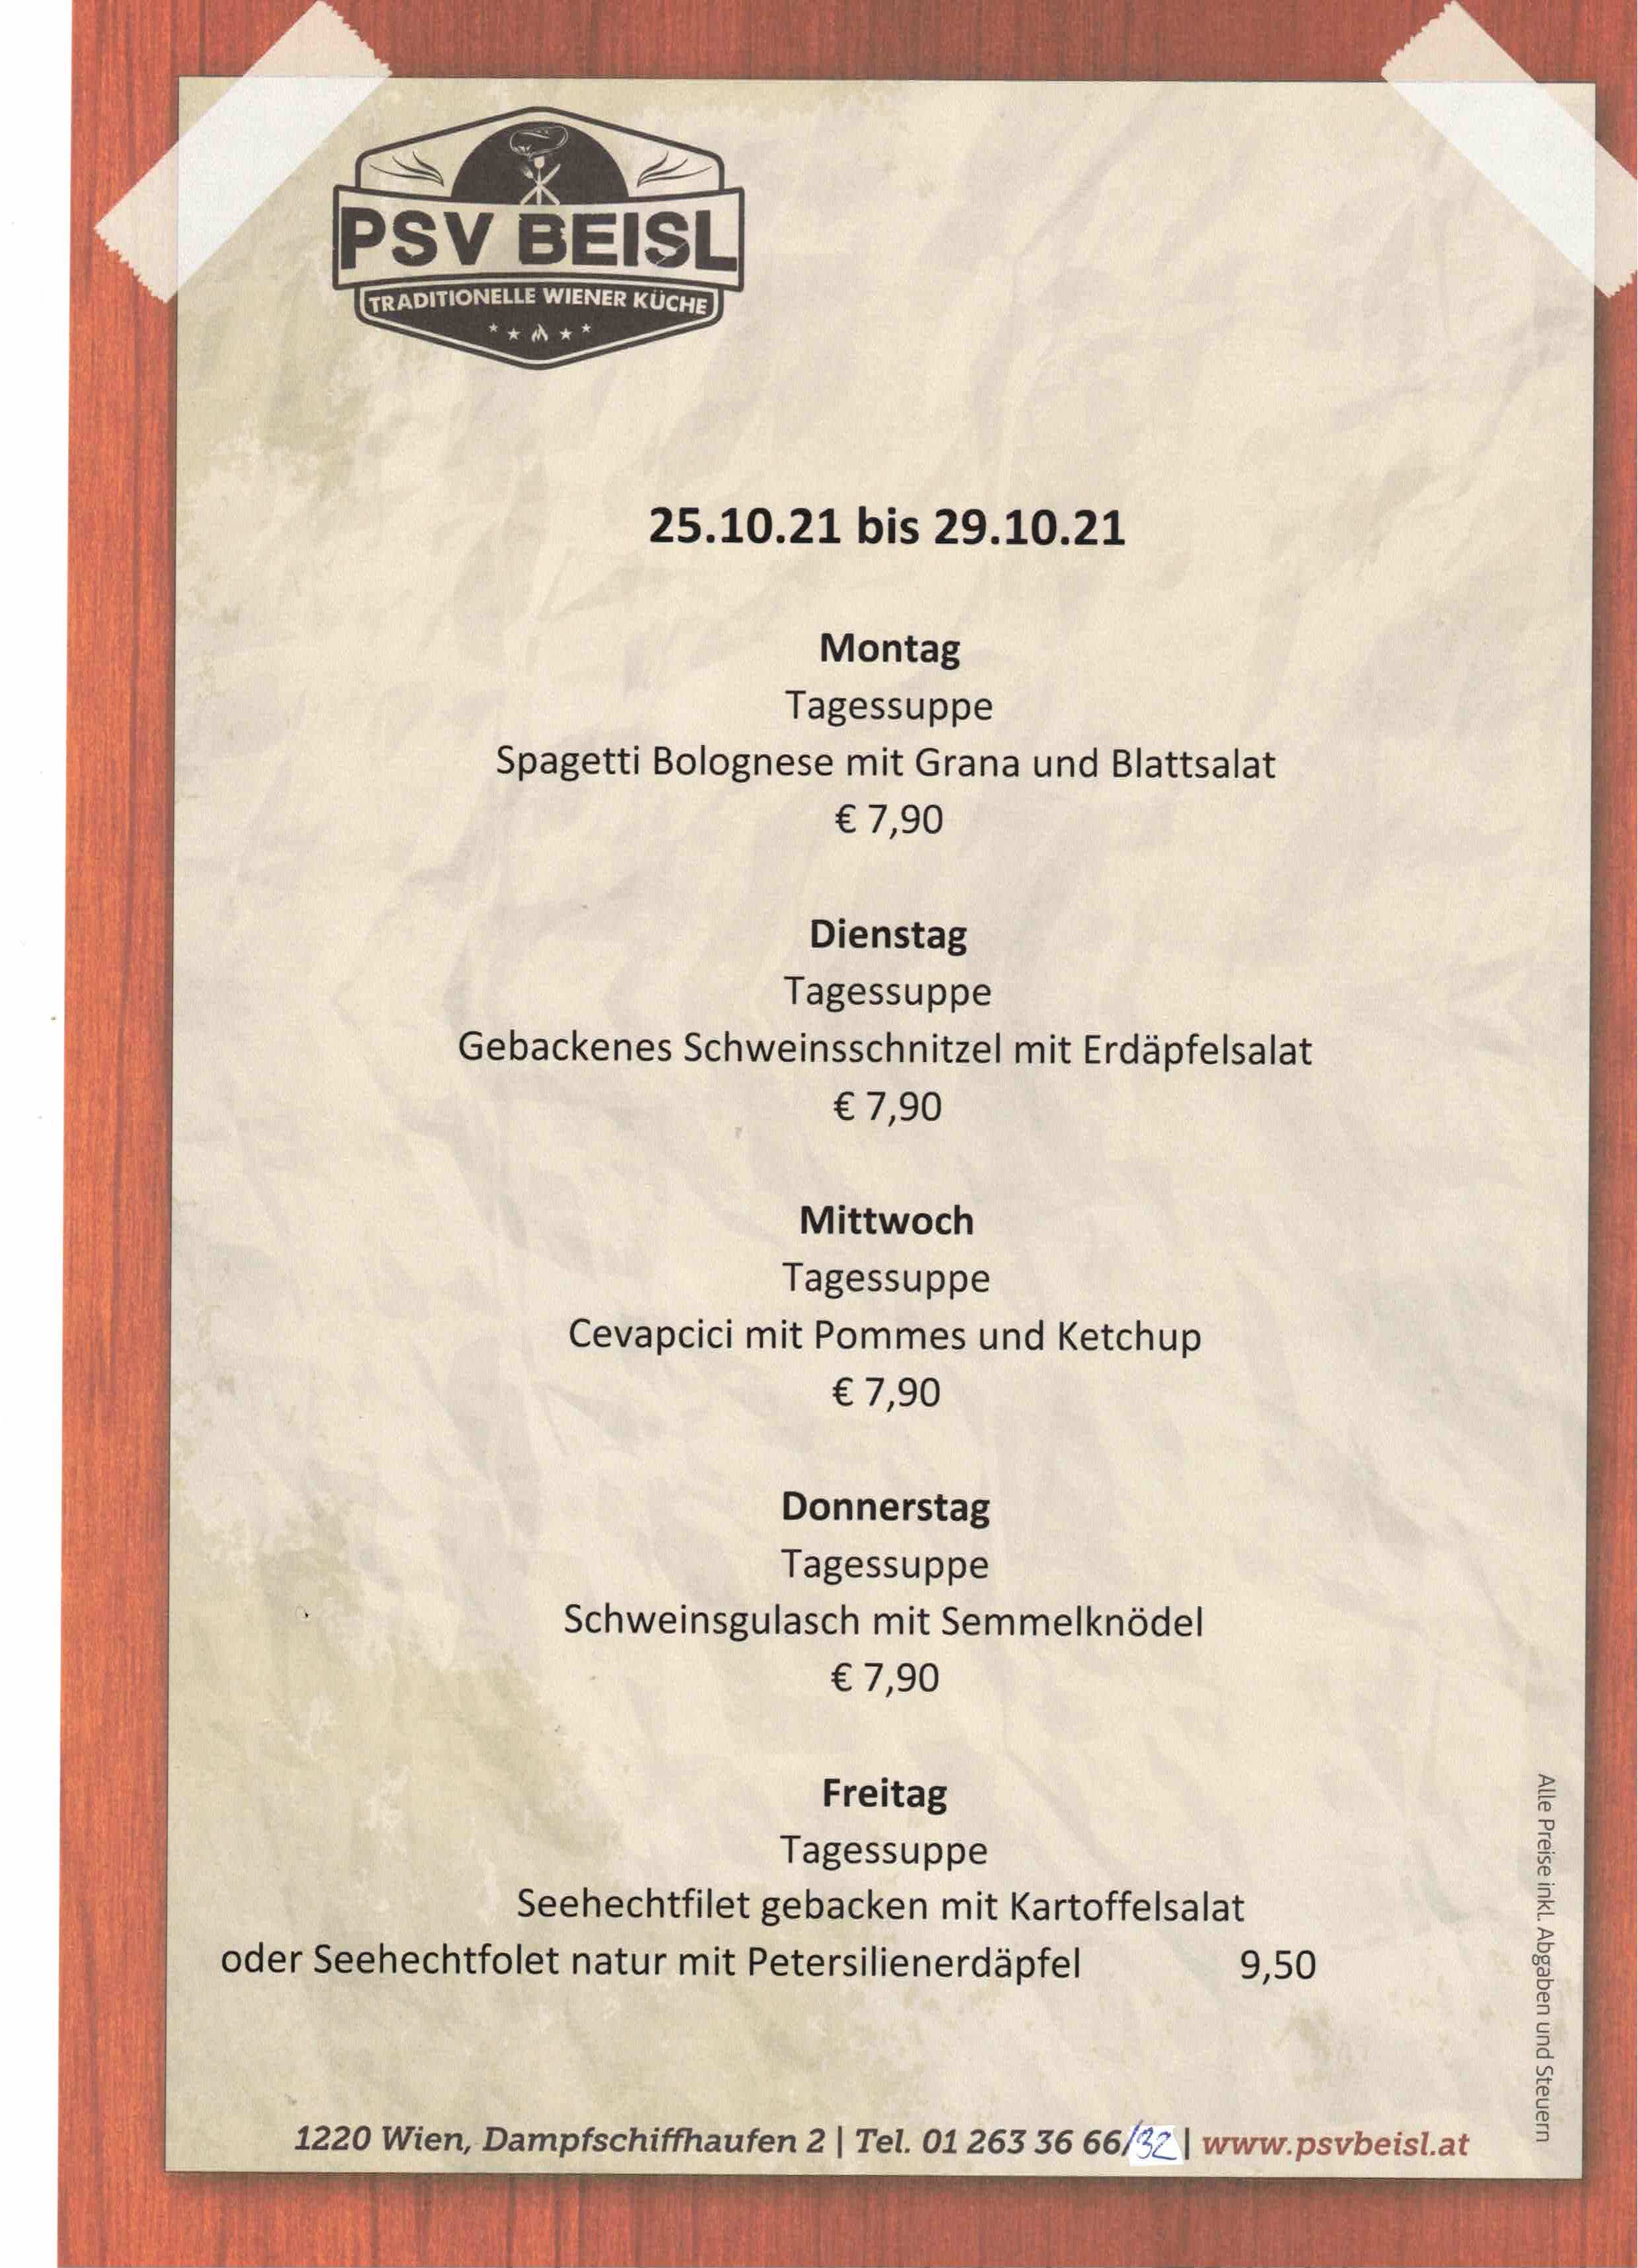 PSV BEISL
TRADITIONELLE WIENER KÜCHE
25.10.21 bis 29.10.21
Montag
Tagessuppe
Spagetti Bolognese mit Grana und Blattsalat
€ 7,90
Dienstag
Tagessuppe
Gebackenes Schweinsschnitzel mit Erdäpfelsalat
€ 7,90
Mittwoch
Tagessuppe
Cevapcici mit Pommes und Ketchup
€ 7,90
Donnerstag
Tagessuppe
Schweinsgulasch mit Semmelknödel
€ 7,90
Freitag
Tagessuppe
Seehechtfilet gebacken mit Kartoffelsalat
oder Seehechtfolet natur mit Petersilienerdäpfel 9,50
Alle Preise inkl. Abgaben und Steuern
1220 Wien, Dampfschiffhaufen 2 | Tel. 01 263 36 66/32 | www.psvbeisl.at